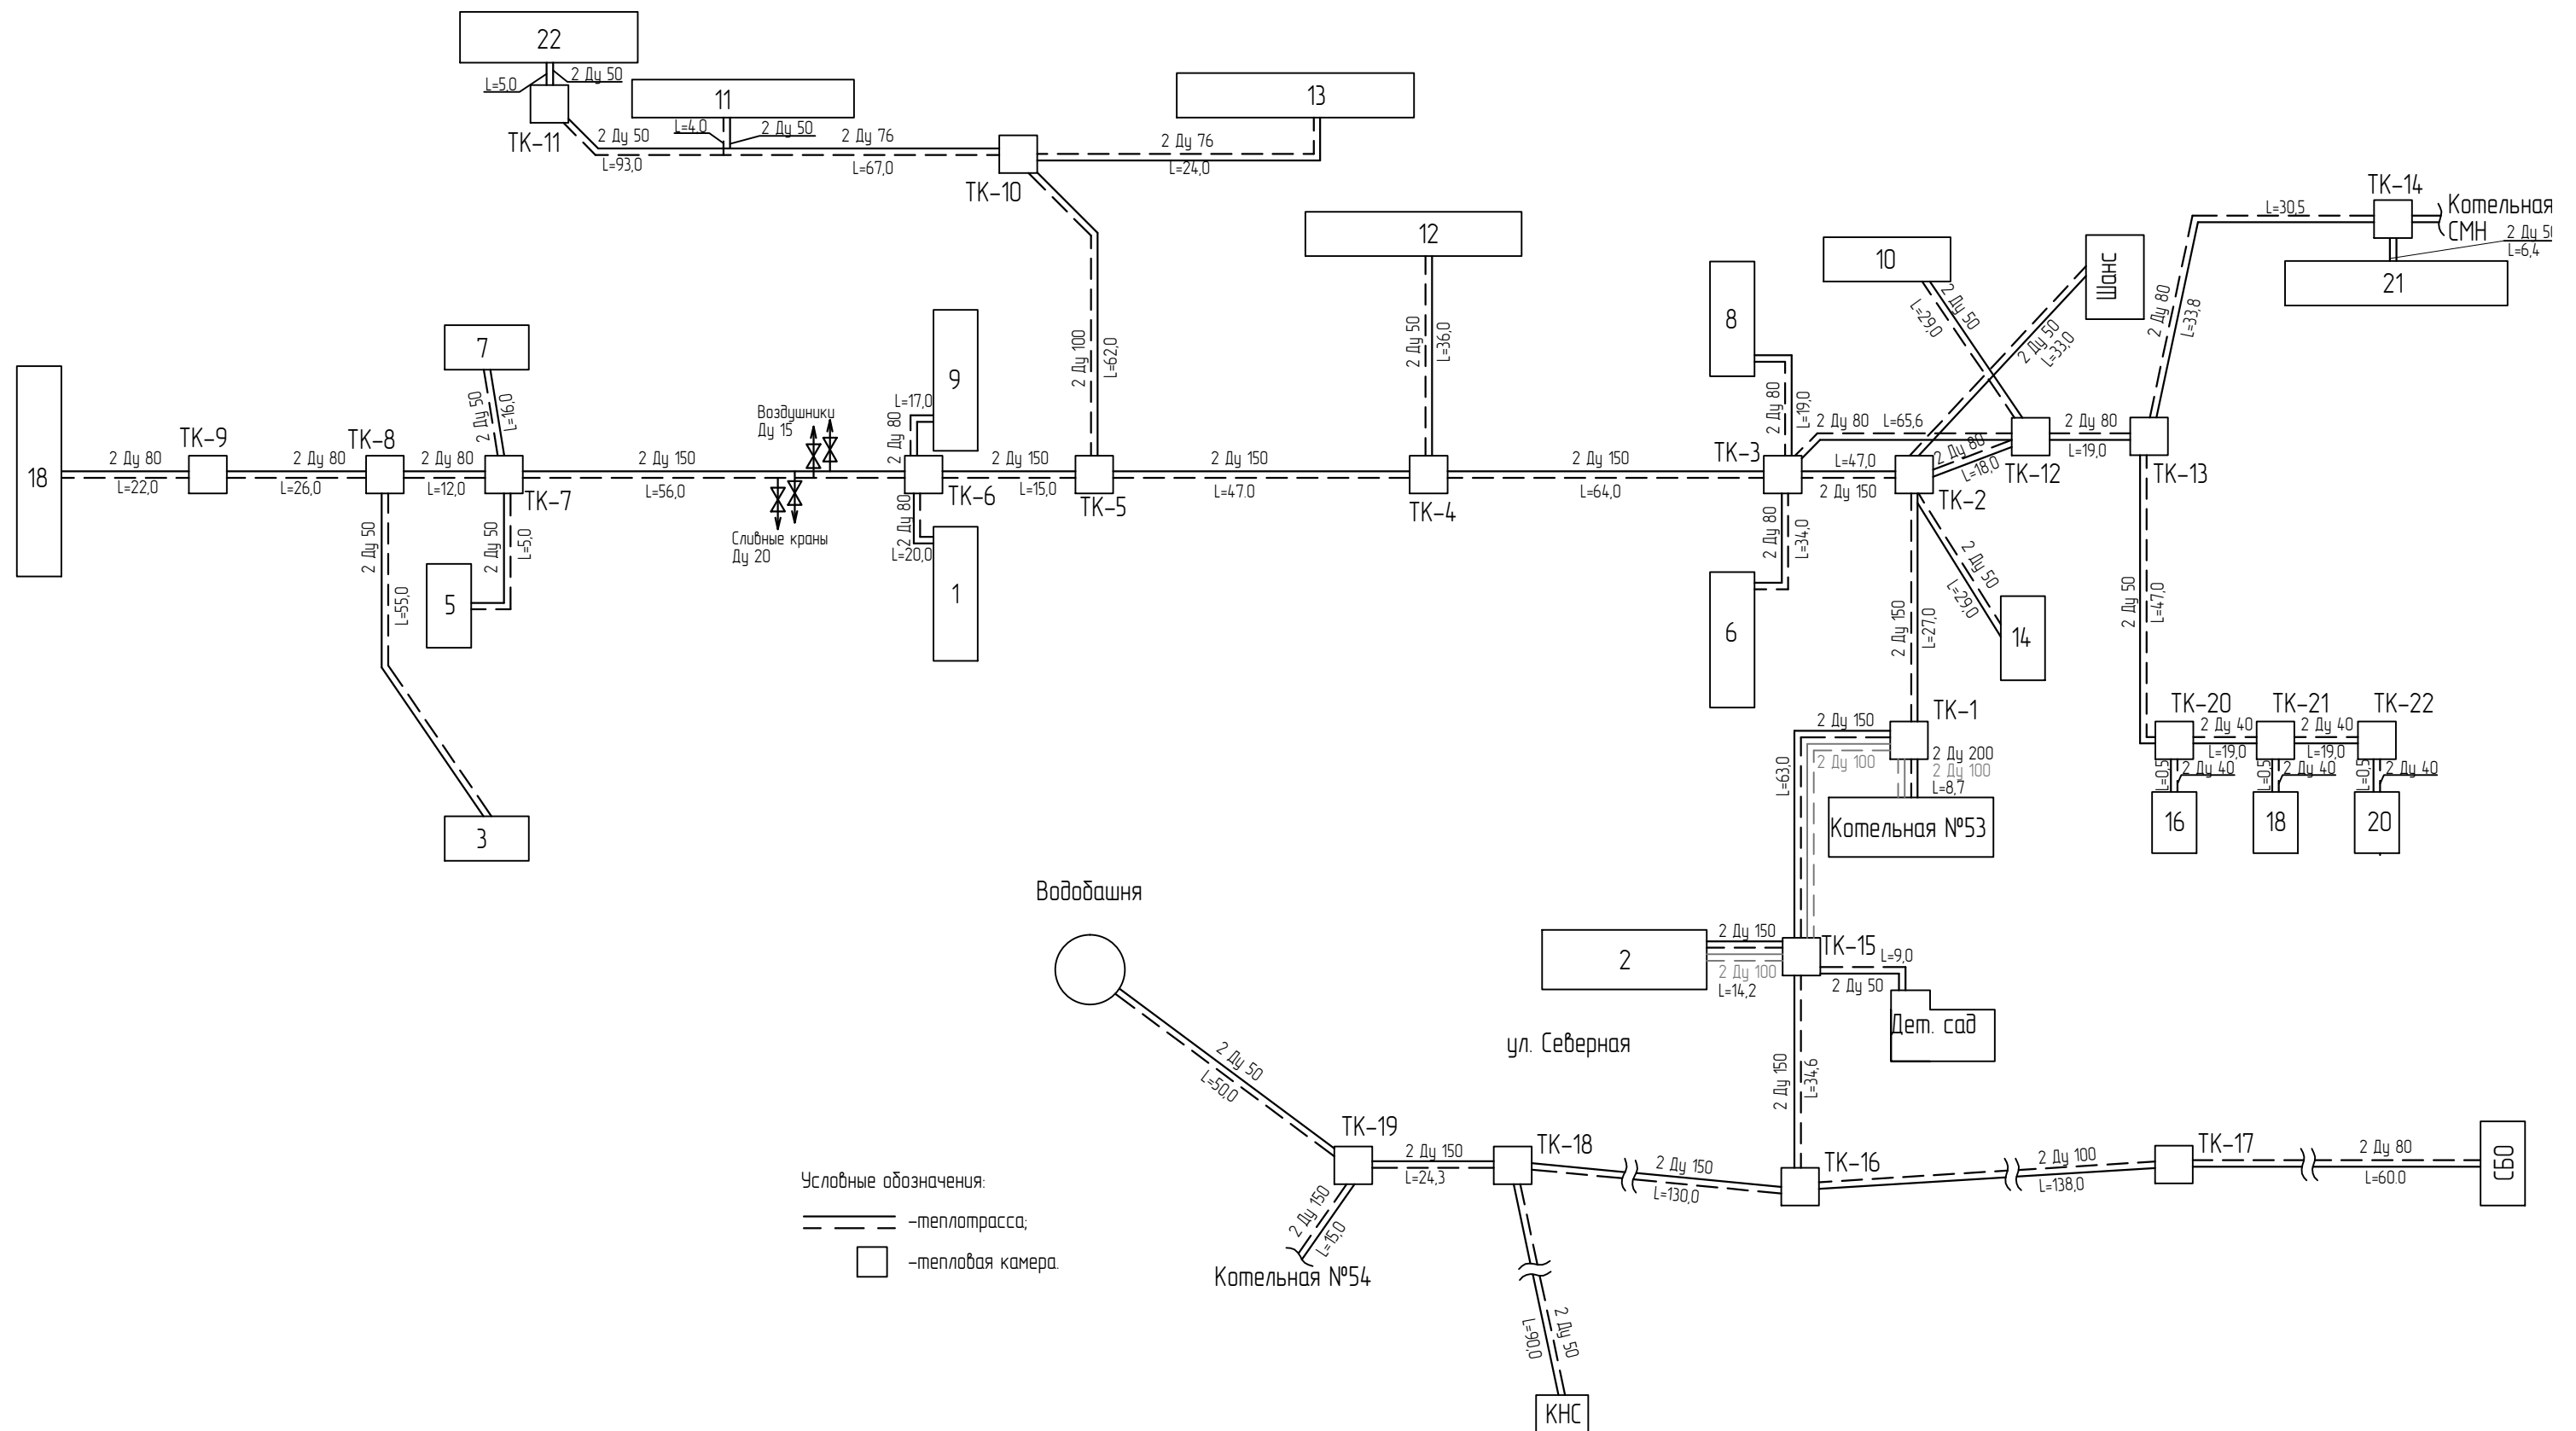 22
2 Ду 50
L=5.0
11
13
ТК-11
2 Ду 50
L=93,0
L=4.0
2 Ду 50
2 Ду 76
L=67,0
ТК-10
2 Ду 76
L=24,0
12
2 Ду 100
L=62,0
2 Ду 50
L=36,0
ТК-14
L=30,5
Котельная
СМН
L=6,4
21
10
Шанс
8
2 Ду 50
L=29,0
2 Ду 50
L=33,0
2 Ду 80
L=33,8
7
9
2 Ду 50
L=16,0
Воздушники
Ду 15
L=17,0
2 Ду 80
2 Ду 80
L=19,0
2 Ду 80
L=65,6
2 Ду 80
L=19,0
18
2 Ду 80
L=22,0
ТК-9
2 Ду 80
L=26,0
ТК-8
2 Ду 80
L=12,0
ТК-7
2 Ду 150
L=56,0
ТК-6
2 Ду 150
L=15,0
ТК-5
2 Ду 150
L=47.0
ТК-4
2 Ду 150
L=64,0
ТК-3
L=47,0
2 Ду 150
ТК-2
2 Ду 80
L=18,0
ТК-12
ТК-13
Сливные краны
Ду 20
2 Ду 80
L=20,0
1
2 Ду 50
L=55,0
2 Ду 50
L=5,0
5
3
2 Ду 80
L=34,0
6
2 Ду 150
L=27,0
2 Ду 50
L=29,0
14
2 Ду 50
L=47,0
ТК-1
2 Ду 150
2 Ду 100
L=63,0
2 Ду 200
2 Ду 100
L=8,7
Котельная №53
ТК-20
2 Ду 40
L=19,0
ТК-21
2 Ду 40
L=19,0
ТК-22
L=0,5
2 Ду 40
L=0,5
2 Ду 40
L=0,5
2 Ду 40
16
18
20
Водобашня
2
2 Ду 150
2 Ду 100
L=14,2
ТК-15
L=9,0
2 Ду 50
Дет. сад
ул. Северная
2 Ду 150
L=34,6
2 Ду 50
L=50,0
ТК-19
2 Ду 150
L=24,3
ТК-18
2 Ду 150
L=130,0
ТК-16
2 Ду 100
L=138,0
ТК-17
2 Ду 80
L=60.0
СБО
2 Ду 150
L=15,0
Котельная №54
2 Ду 50
L=90,0
КНС
Условные обозначения:
-теплотрасса;
-тепловая камера.